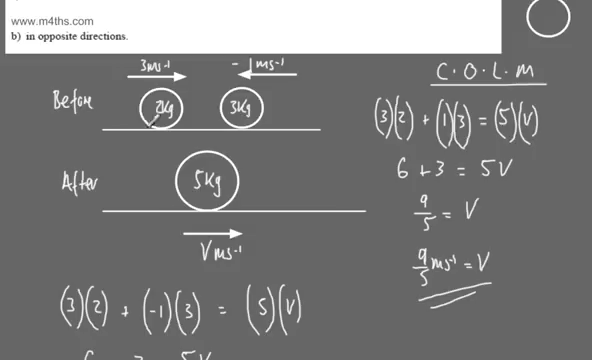 www.m4ths.com
b) in opposite directions.
3ms-1 - 1ms-1
Before 2kg 3kg
After 5kg
Vms-1
(3)(2) + (-1)(3) = (5)(V)
C.O.L.M
(3)(2) + (1)(3) = (5)(V)
6 + 3 = 5V
9/5 = V
9/5 ms-1 = V